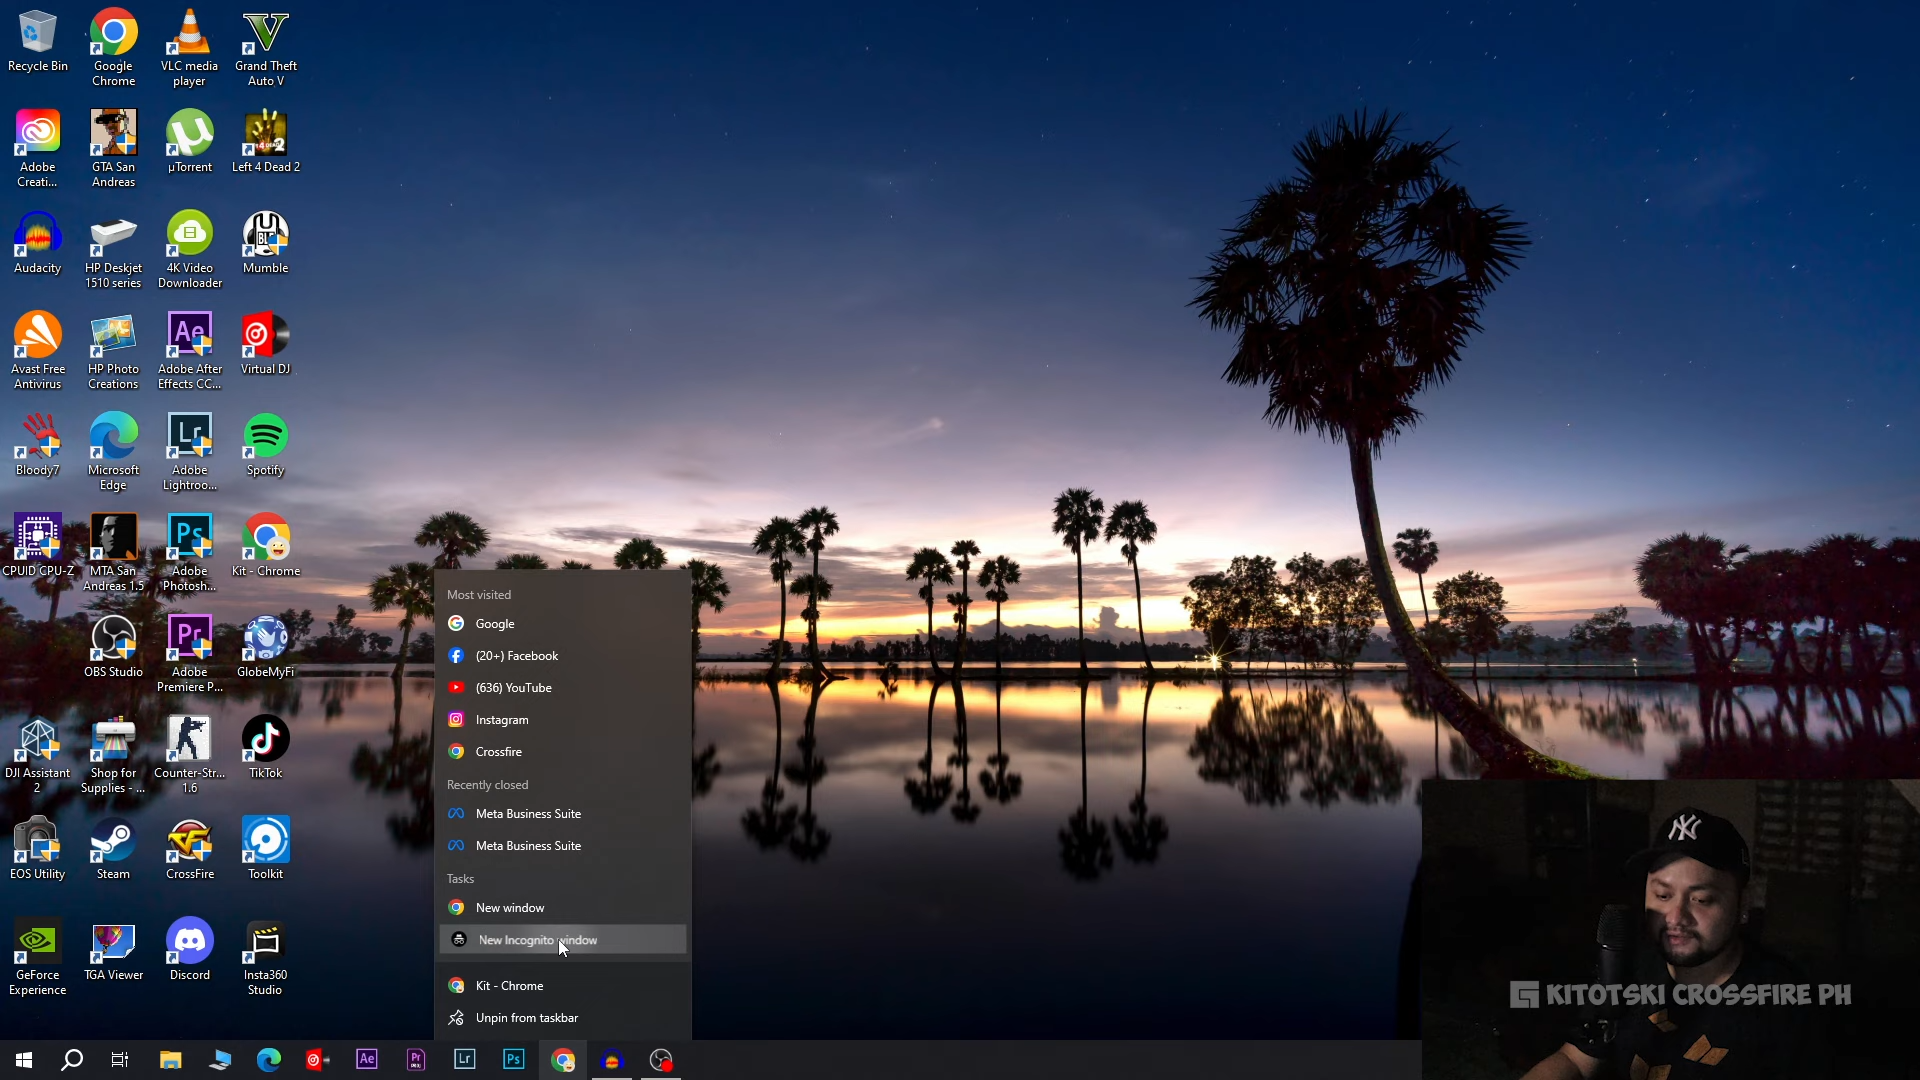 Recycle Bin
Google
Chrome
VLC media
player
Grand Theft
Auto V
Adobe
Creati...
GTA San
Andreas
µTorrent
Left 4 Dead 2
Audacity
HP Deskjet
1510 series
4K Video
Downloader
Mumble
Avast Free
Antivirus
HP Photo
Creations
Adobe After
Effects CC...
Virtual DJ
Bloody7
Microsoft
Edge
Adobe
Lightroo...
Spotify
CPUID CPU-Z
MTA San
Andreas 1.5
Adobe
Photosh...
Kit - Chrome
OBS Studio
Adobe
Premiere P...
GlobeMyFi
DJI Assistant
2
Shop for
Supplies - ...
Counter-Str...
1.6
TikTok
EOS Utility
Steam
CrossFire
Toolkit
GeForce
Experience
TGA Viewer
Discord
Insta360
Studio
Most visited
Google
(20+) Facebook
(636) YouTube
Instagram
Crossfire
Recently closed
Meta Business Suite
Meta Business Suite
Tasks
New window
New Incognito window
Kit - Chrome
Unpin from taskbar
KITOTSKI CROSSFIRE PH
Ae
Pr
Lr
Ps